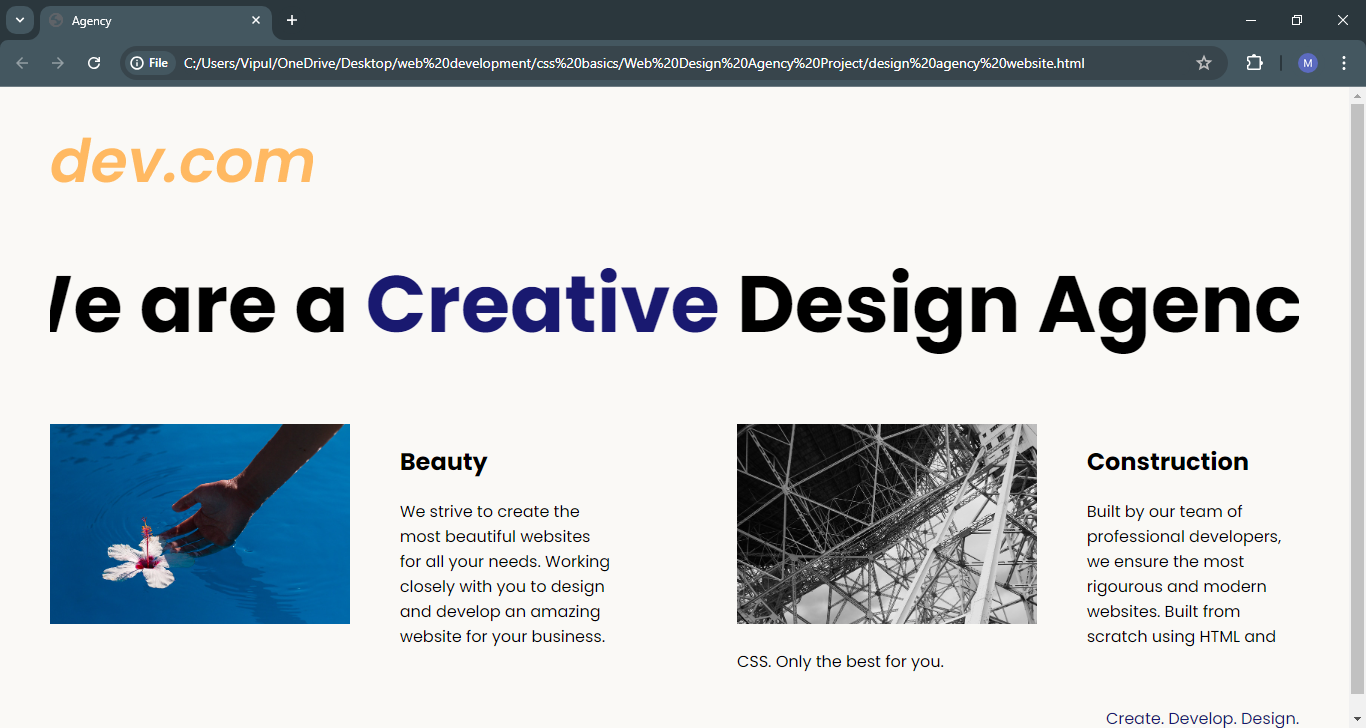 Agency
File
C:/Users/Vipul/OneDrive/Desktop/web%20development/css%20basics/Web%20Design%20Agency%20Project/design%20agency%20website.html
M
dev.com
e are a Creative Design Agenc
Beauty
We strive to create the
most beautiful websites
for all your needs. Working
closely with you to design
and develop an amazing
website for your business.
Construction
Built by our team of
professional developers,
we ensure the most
rigourous and modern
websites. Built from
scratch using HTML and
CSS. Only the best for you.
Create. Develop. Design.